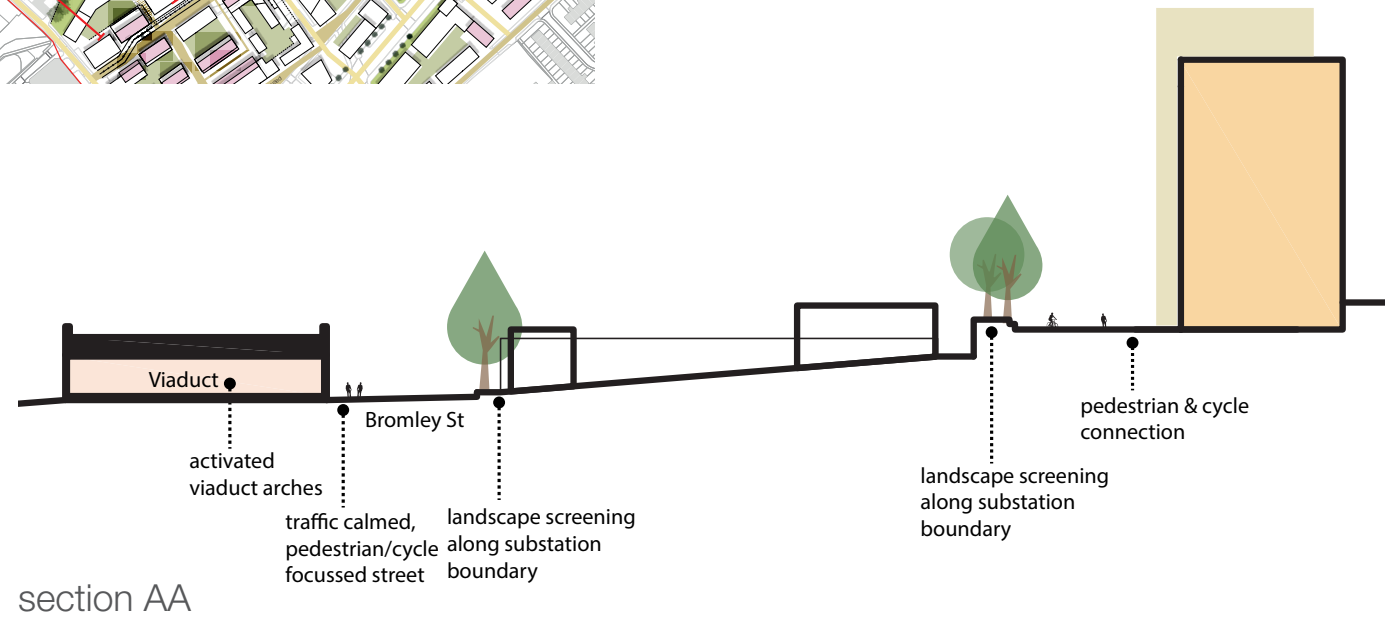 Viaduct
Bromley St
activated
viaduct arches
traffic calmed,
pedestrian/cycle
focussed street
landscape screening
along substation
boundary
landscape screening
along substation
boundary
pedestrian & cycle
connection
section AA